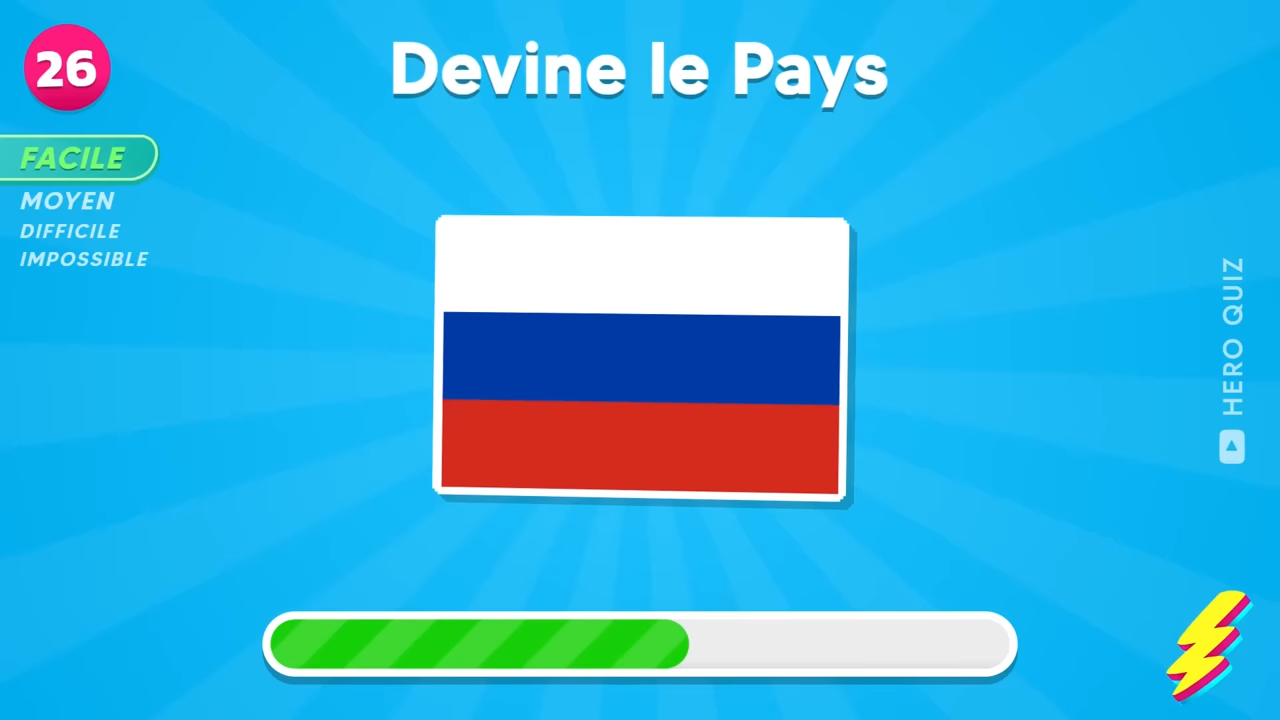 26
Devine le Pays
FACILE
MOYEN
DIFFICILE
IMPOSSIBLE
HERO QUIZ